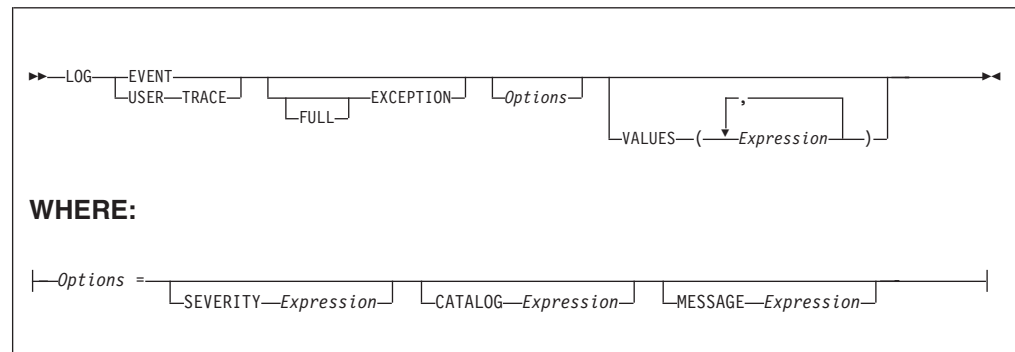 LOG EVENT
USER TRACE EXCEPTION Options
FULL
,
VALUES ( Expression )
WHERE:
Options =
SEVERITY Expression CATALOG Expression MESSAGE Expression